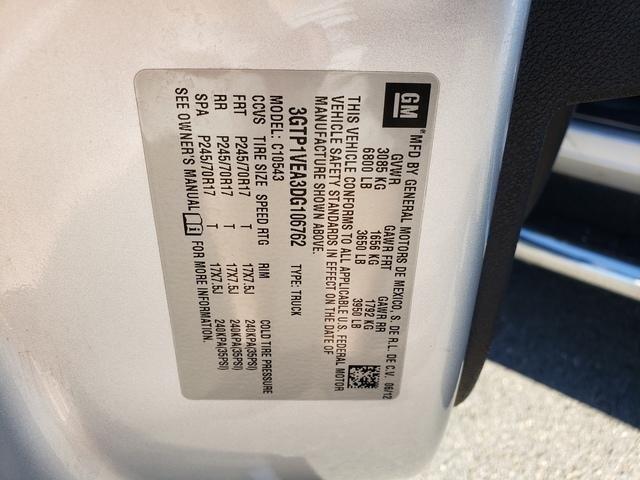 GM MFD BY GENERAL MOTORS DE MEXICO, S. DE R.L. DE C.V. 06/12
GVWR GAWR FRT GAWR RR
3085 KG 1656 KG 1792 KG
6800 LB 3650 LB 3950 LB
THIS VEHICLE CONFORMS TO ALL APPLICABLE U.S. FEDERAL MOTOR
VEHICLE SAFETY STANDARDS IN EFFECT ON THE DATE OF
MANUFACTURE SHOWN ABOVE.
3GTP1VEA3DG106762 TYPE: TRUCK
MODEL: C10543
CCVS TIRE SIZE SPEED RTG RIM COLD TIRE PRESSURE
FRT P245/70R17 T 17X7.5J 240KPA(35PSI)
RR P245/70R17 T 17X7.5J 240KPA(35PSI)
SPA P245/70R17 T 17X7.5J 240KPA(35PSI)
SEE OWNER'S MANUAL FOR MORE INFORMATION.